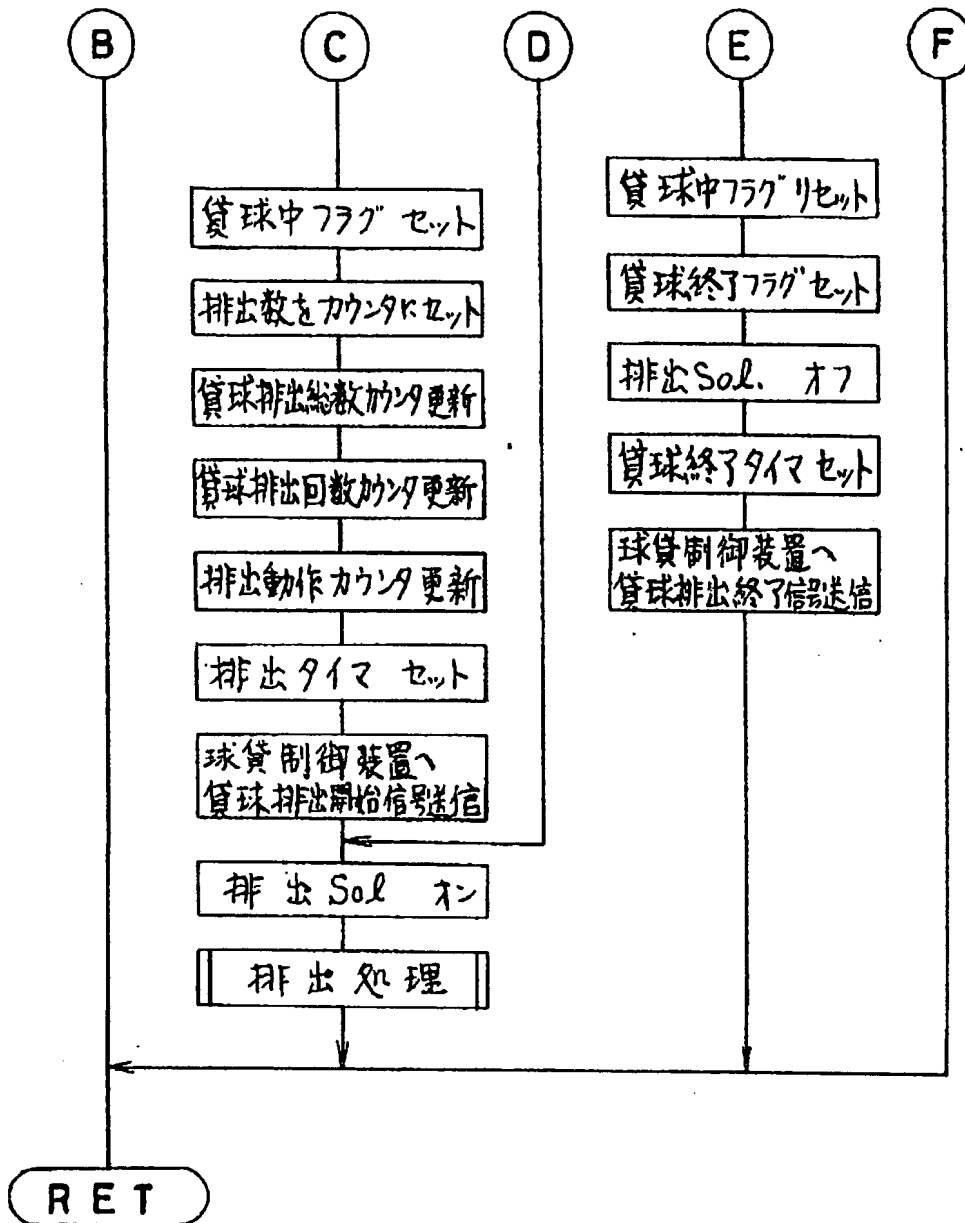 B
C
D
E
F
貸球中フラグ セット
排出数をカウンタにセット
貸球排出総数カウンタ更新
貸球排出回数カウンタ更新
排出動作カウンタ更新
排出タイマ セット
球貸制御装置へ
貸球排出開始信号送信
排出Sol オン
排出処理
貸球中フラグリセット
貸球終了フラグセット
排出Sol. オフ
貸球終了タイマセット
球貸制御装置へ
貸球排出終了信号送信
RET